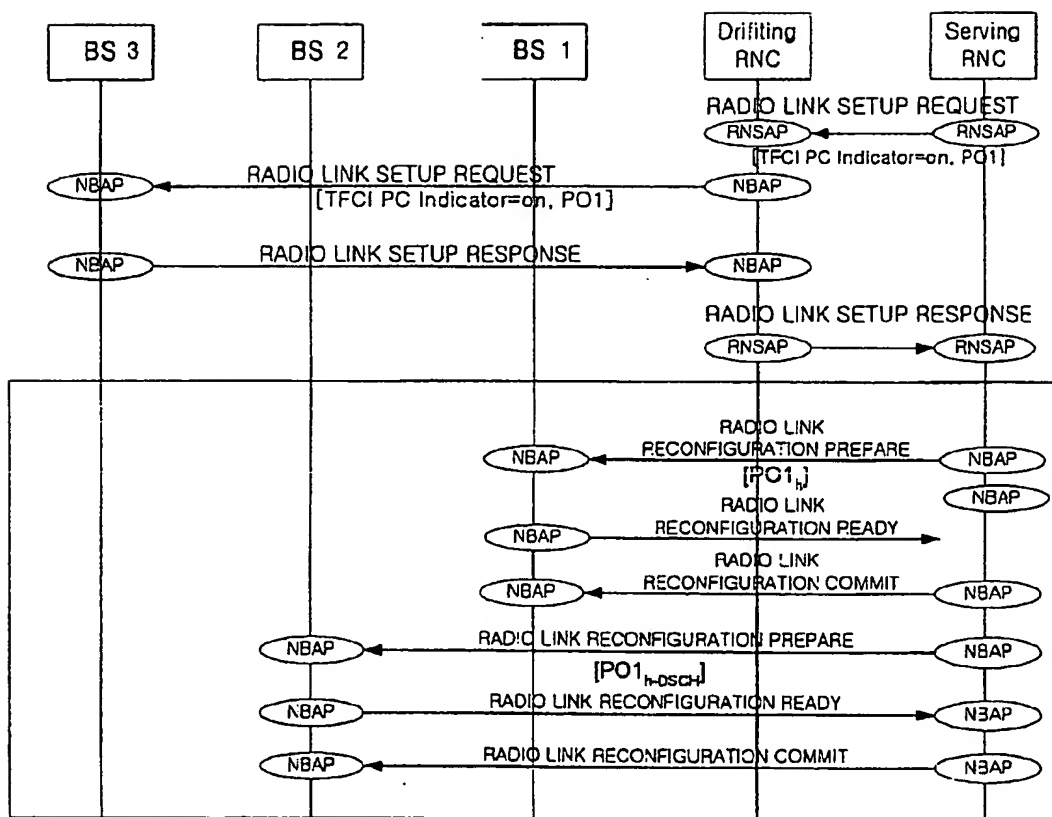 BS 3
BS 2
BS 1
Drifiting
RNC
Serving
RNC
RADIO LINK SETUP REQUEST
RNSAP
RNSAP
[TFCI PC Indicator=on, PO1]
RADIO LINK SETUP REQUEST
NBAP
NBAP
[TFCI PC Indicator=on, PO1]
RADIO LINK SETUP RESPONSE
NBAP
NBAP
RADIO LINK SETUP RESPONSE
RNSAP
RNSAP
RADIO LINK
RECONFIGURATION PREPARE
NBAP
NBAP
[PO1h]
NBAP
RADIO LINK
RECONFIGURATION READY
NBAP
RADIO LINK
RECONFIGURATION COMMIT
NBAP
NBAP
RADIO LINK RECONFIGURATION PREPARE
NBAP
NBAP
[PO1h-DSCH]
RADIO LINK RECONFIGURATION READY
NBAP
NBAP
RADIO LINK RECONFIGURATION COMMIT
NBAP
NBAP